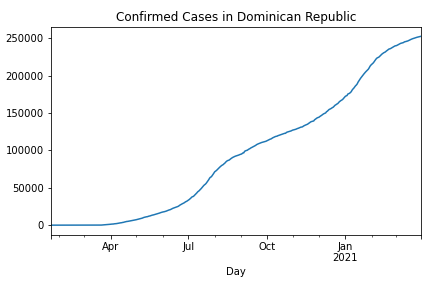 Confirmed Cases in Dominican Republic
250000
200000
150000
100000
50000
0
Apr
Jul
Oct
Jan
2021
Day